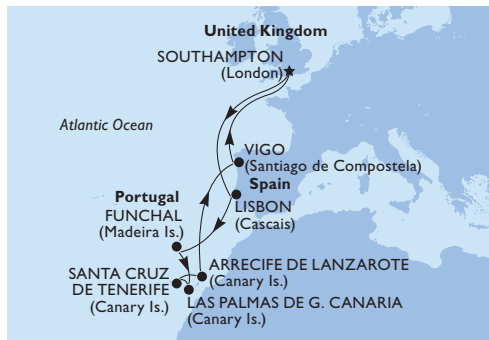 United Kingdom
SOUTHAMPTON
(London)
Atlantic Ocean
VIGO
(Santiago de Compostela)
Spain
Portugal
LISBON
(Cascais)
FUNCHAL
(Madeira Is.)
ARRECIFE DE LANZAROTE
(Canary Is.)
SANTA CRUZ
DE TENERIFE
(Canary Is.)
LAS PALMAS DE G. CANARIA
(Canary Is.)